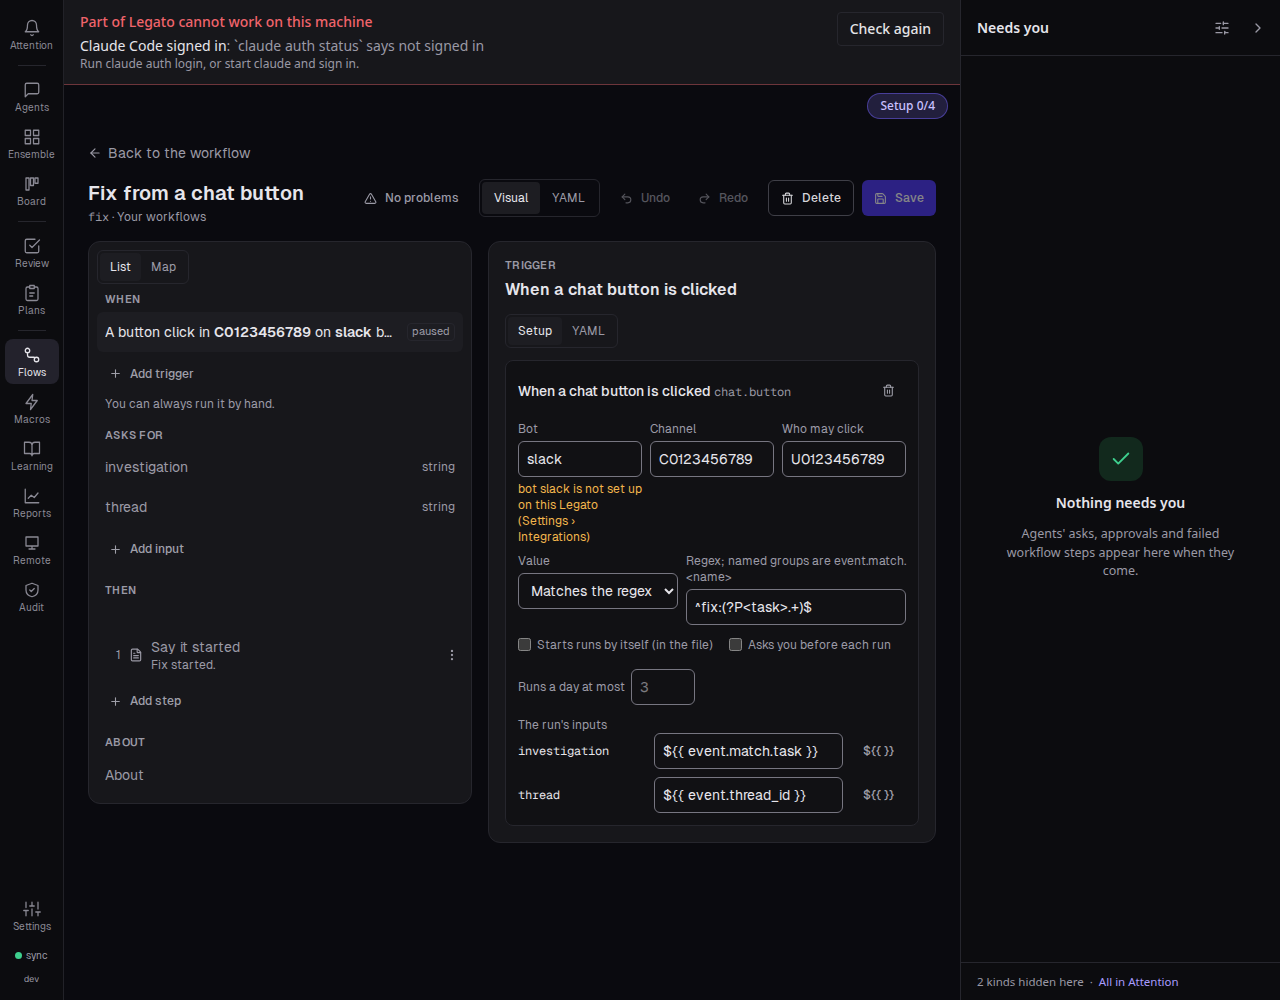 Attention
Agents
Ensemble
Board
Review
Plans
Flows
Macros
Learning
Reports
Remote
Audit
Settings
sync
dev
Part of Legato cannot work on this machine
Claude Code signed in: `claude auth status` says not signed in
Run claude auth login, or start claude and sign in.
Check again
Setup 0/4
Back to the workflow
Fix from a chat button
fix · Your workflows
No problems
Visual
YAML
Undo
Redo
Delete
Save
List
Map
WHEN
A button click in C0123456789 on slack b...
paused
Add trigger
You can always run it by hand.
ASKS FOR
investigation
string
thread
string
Add input
THEN
1
Say it started
Fix started.
Add step
ABOUT
About
TRIGGER
When a chat button is clicked
Setup
YAML
When a chat button is clicked chat.button
Bot
Channel
Who may click
slack
C0123456789
U0123456789
bot slack is not set up
on this Legato
(Settings ›
Integrations)
Value
Regex; named groups are event.match.
<name>
Matches the regex
^fix:(?P<task>.+)$
Starts runs by itself (in the file)
Asks you before each run
Runs a day at most
3
The run's inputs
investigation
${{ event.match.task }}
${{ }}
thread
${{ event.thread_id }}
${{ }}
Needs you
Nothing needs you
Agents' asks, approvals and failed
workflow steps appear here when they
come.
2 kinds hidden here · All in Attention